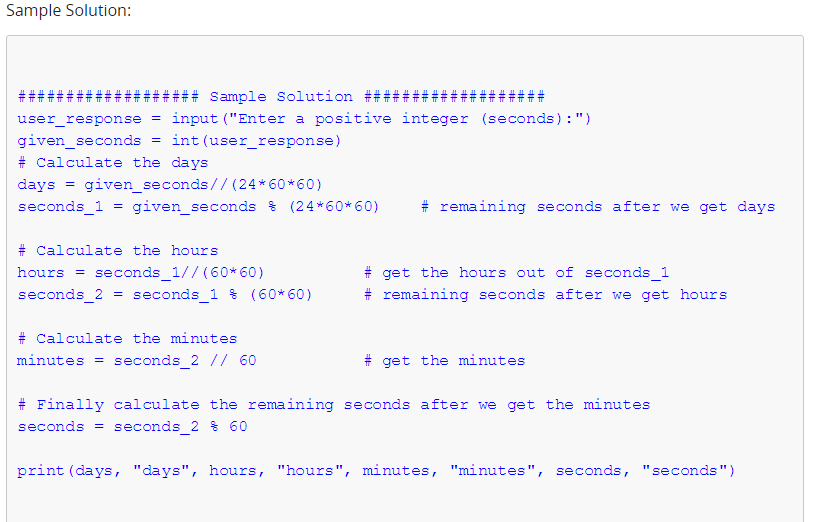 Sample Solution:
################### Sample Solution ###################
user_response = input("Enter a positive integer (seconds):")
given_seconds = int(user_response)
# Calculate the days
days = given_seconds//(24*60*60)
seconds_1 = given_seconds % (24*60*60)    # remaining seconds after we get days
# Calculate the hours
hours = seconds_1//(60*60)          # get the hours out of seconds_1
seconds_2 = seconds_1 % (60*60)     # remaining seconds after we get hours
# Calculate the minutes
minutes = seconds_2 // 60           # get the minutes
# Finally calculate the remaining seconds after we get the minutes
seconds = seconds_2 % 60
print(days, "days", hours, "hours", minutes, "minutes", seconds, "seconds")